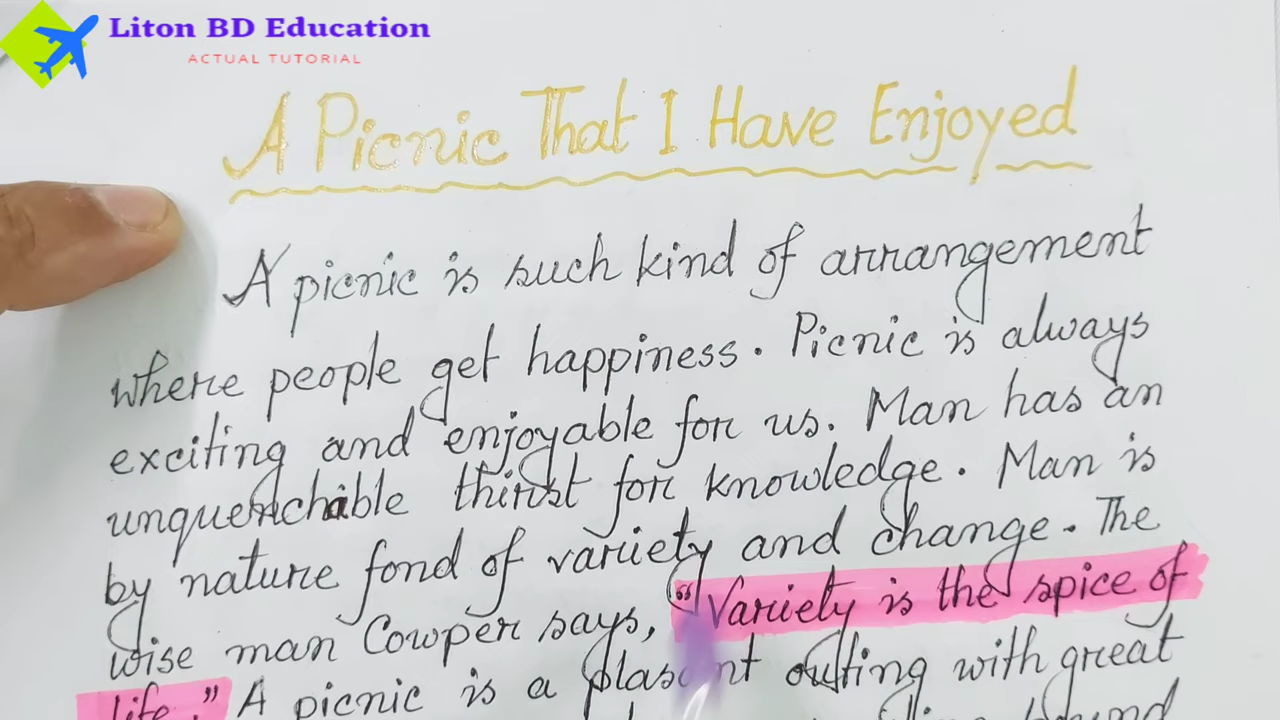 Liton BD Education
ACTUAL TUTORIAL
A Picnic That I Have Enjoyed
A picnic is such kind of arrangement
where people get happiness. Picnic is always
exciting and enjoyable for us. Man has an
unquenchable thirst for knowledge. Man is
by nature fond of variety and change. The
wise man Cowper says, "Variety is the spice of
life." A picnic is a outing with great